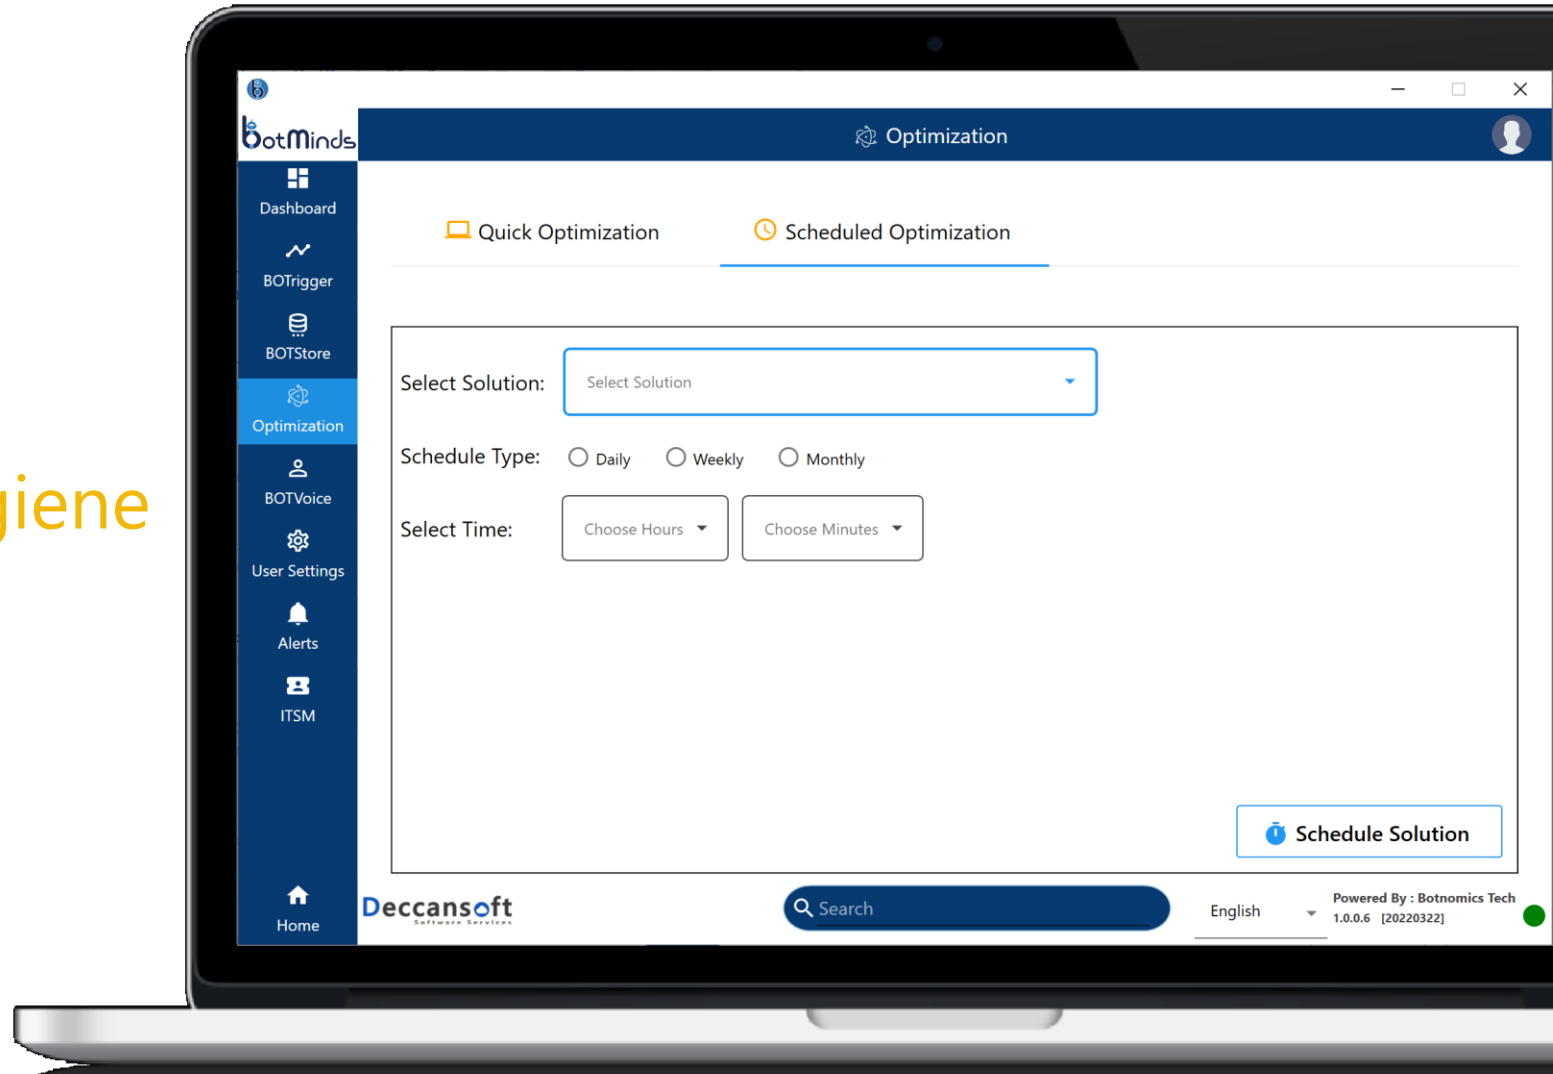 botMinds
Optimization
Dashboard
BOTrigger
BOTStore
Optimization
BOTVoice
User Settings
Alerts
ITSM
Home
Quick Optimization
Scheduled Optimization
Select Solution:
Select Solution
Schedule Type:
Daily
Weekly
Monthly
Select Time:
Choose Hours
Choose Minutes
Schedule Solution
Deccansoft
Software Services
Search
English
Powered By : Botnomics Tech
1.0.0.6 [20220322]
giene